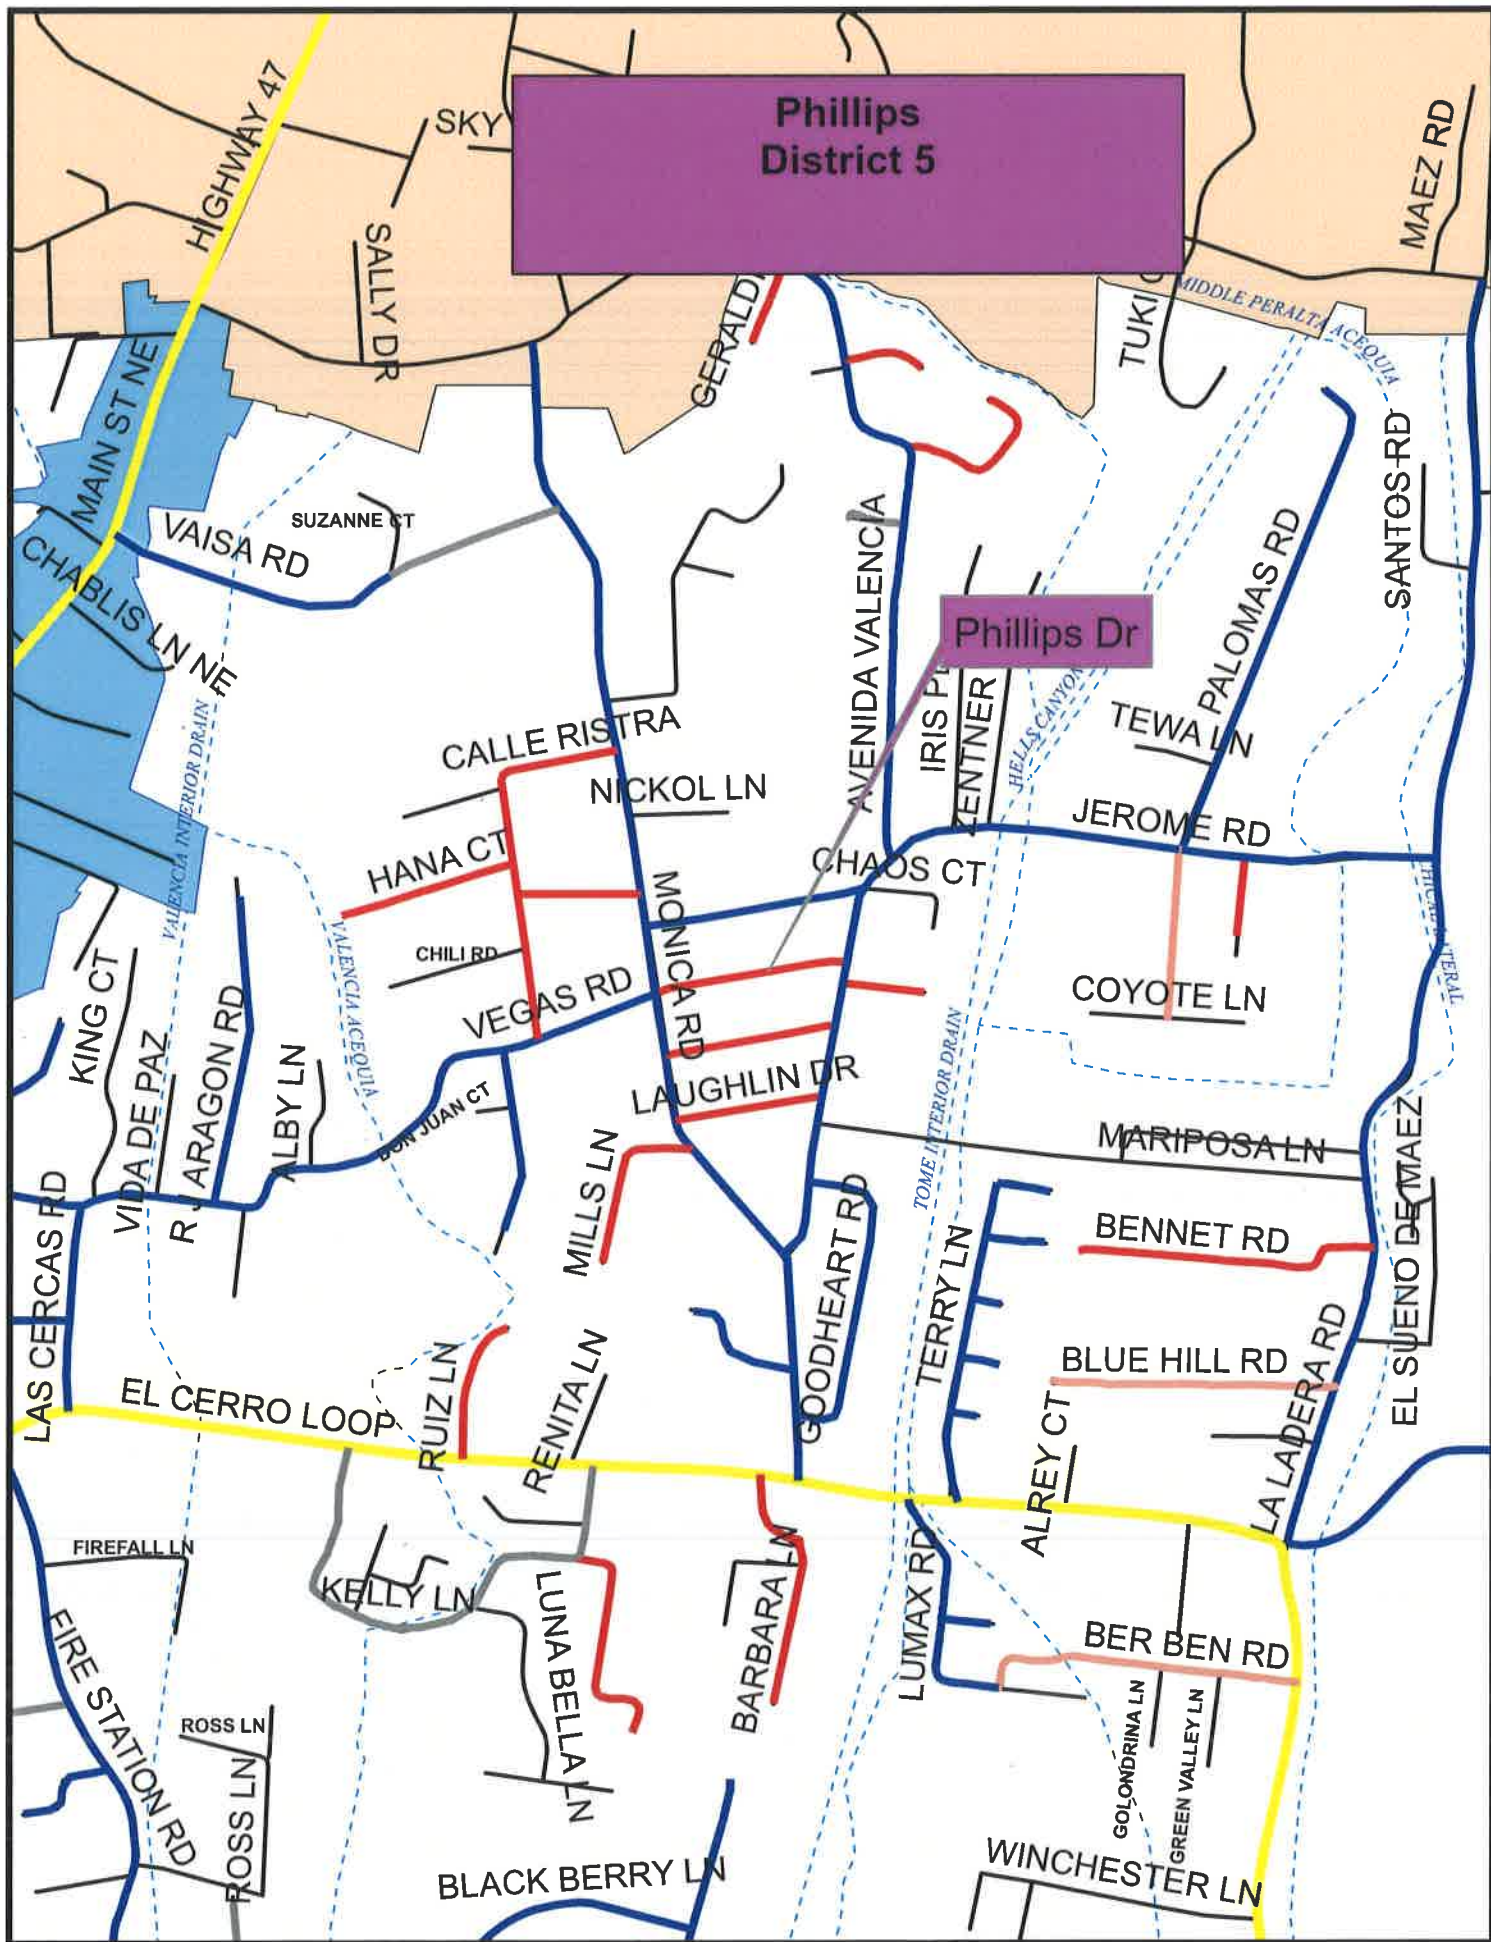 Phillips
District 5
HIGHWAY 47
SKY
MAEZ RD
SALLY DR
TUKI
MIDDLE PERALTA ACEQUIA
MAIN ST NE
SUZANNE CT
VAISA RD
CHABLIS LN NE
AVENIDA VALENCIA
PALOMAS RD
SANTOS RD
Phillips Dr
IRIS
ZENTNER
HELLS CANYON
TEWA LN
CALLE RISTRA
NICKOL LN
VALENCIA INTERIOR DRAIN
JEROME RD
HANA CT
CHAOS CT
MONICA RD
VALENCIA ACEQUIA
CHILI RD
LATERAL
KING CT
VEGAS RD
COYOTE LN
VIDA DE PAZ
R J ARAGON RD
ALBY LN
TOME INTERIOR DRAIN
LAUGHLIN DR
DON JUAN CT
MARIPOSA LN
EL SUENO DE MAEZ
LAS CERCAS RD
MILLS LN
GOODHEART RD
BENNET RD
TERRY LN
RUIZ LN
RENITA LN
BLUE HILL RD
LA LADERA RD
EL CERRO LOOP
ALREY CT
FIREFALL LN
KELLY LN
LUNA BELLA LN
BARBARA LN
LUMAX RD
BER BEN RD
FIRE STATION RD
ROSS LN
ROSS LN
GOLONDRINA LN
GREEN VALLEY LN
BLACK BERRY LN
WINCHESTER LN